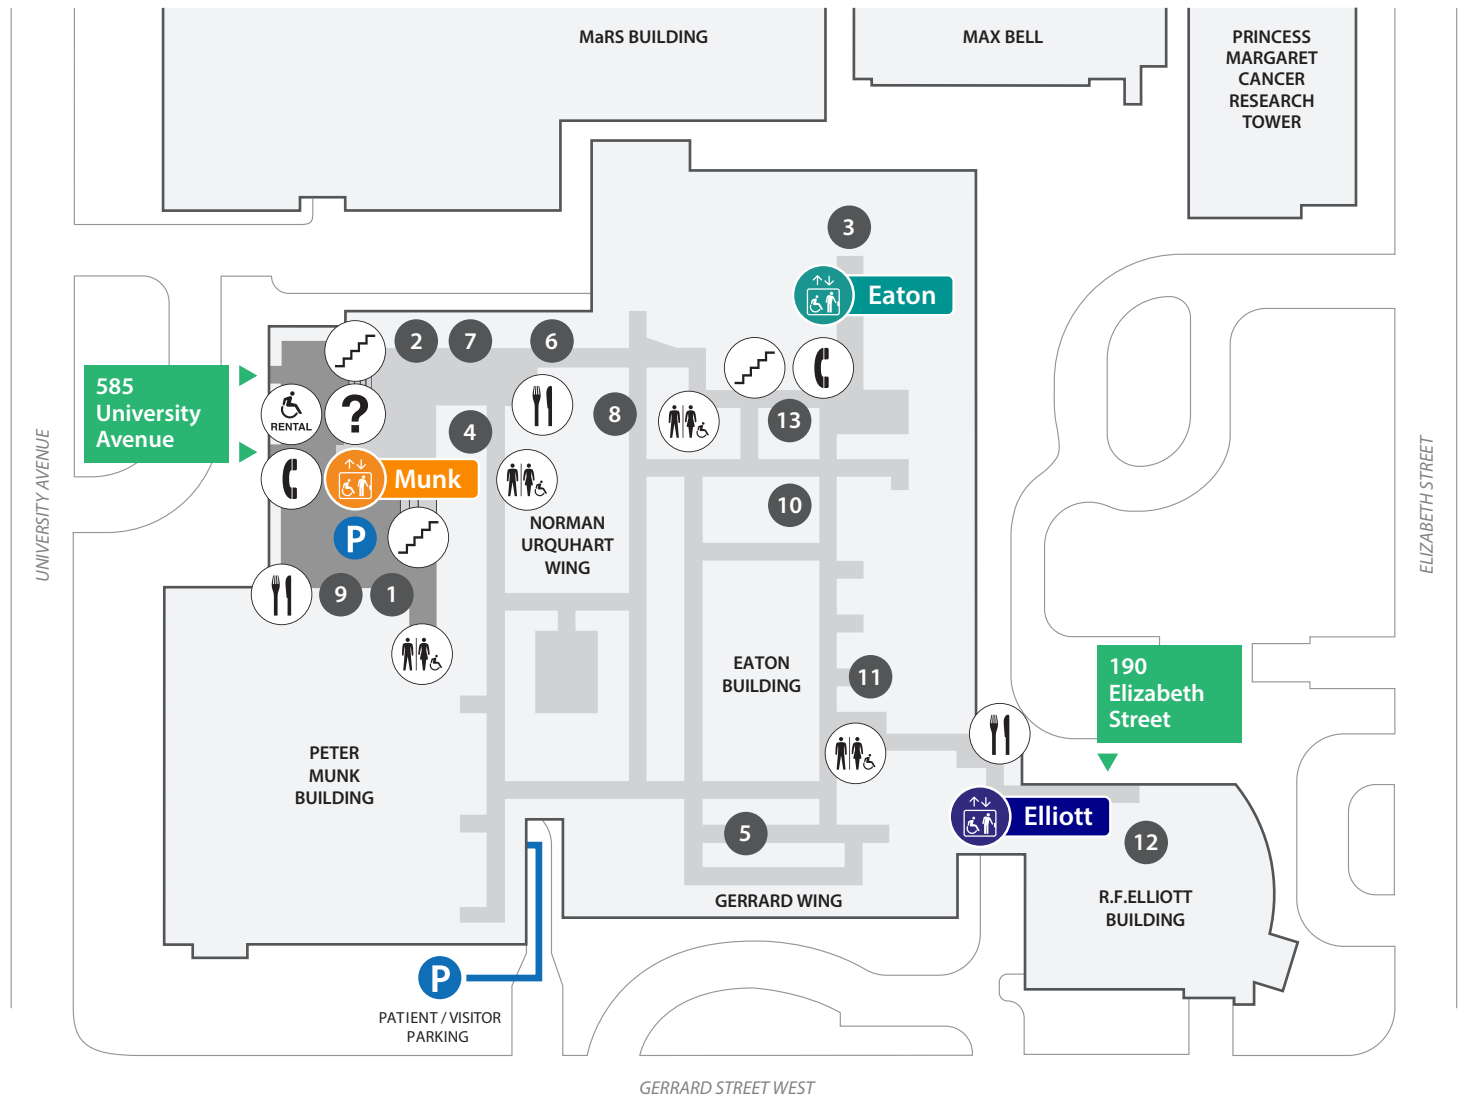 MaRS BUILDING
MAX BELL
PRINCESS
MARGARET
CANCER
RESEARCH
TOWER
3
Eaton
2
7
6
585
University
Avenue
RENTAL
?
4
8
13
Munk
10
NORMAN
URQUHART
WING
P
9
1
UNIVERSITY AVENUE
ELIZABETH STREET
EATON
BUILDING
11
190
Elizabeth
Street
PETER
MUNK
BUILDING
Elliott
5
12
GERRARD WING
R.F.ELLIOTT
BUILDING
P
PATIENT / VISITOR
PARKING
GERRARD STREET WEST